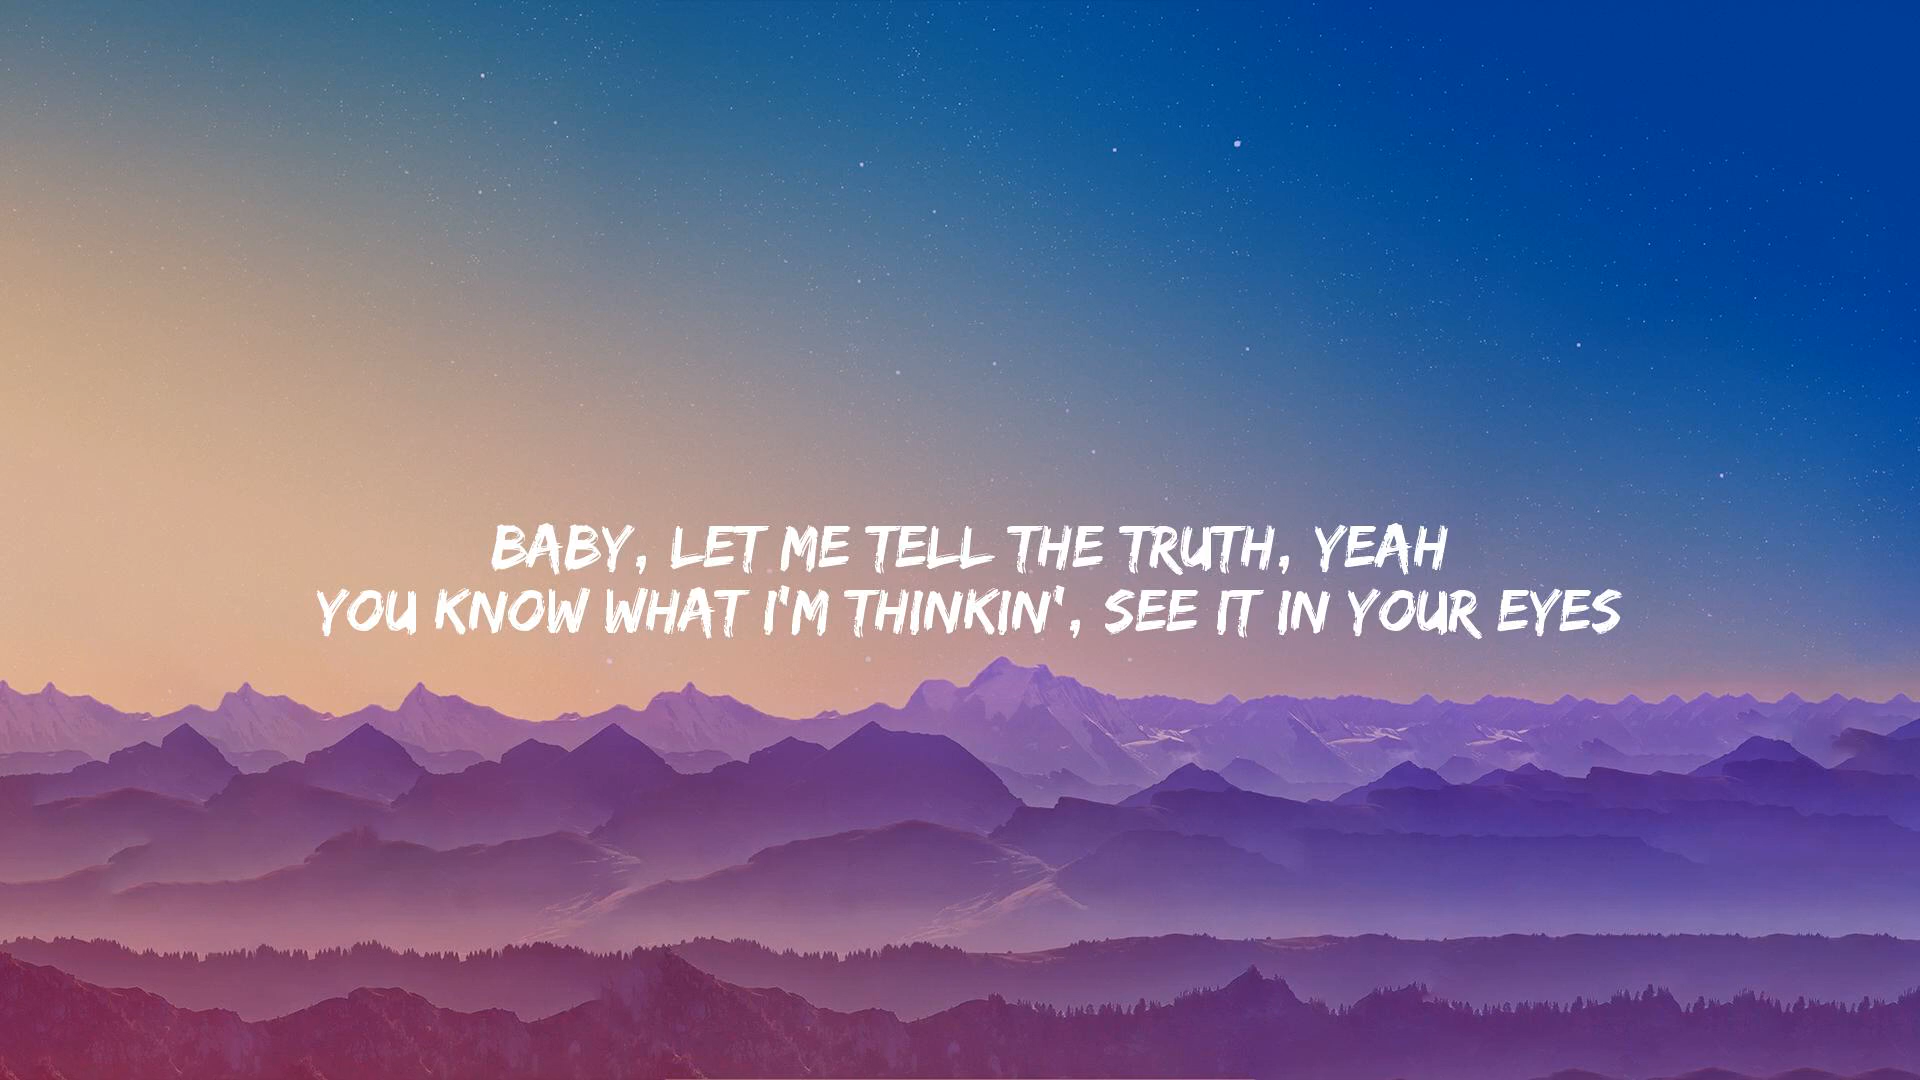 BABY, LET ME TELL THE TRUTH, YEAH
YOU KNOW WHAT I'M THINKIN', SEE IT IN YOUR EYES